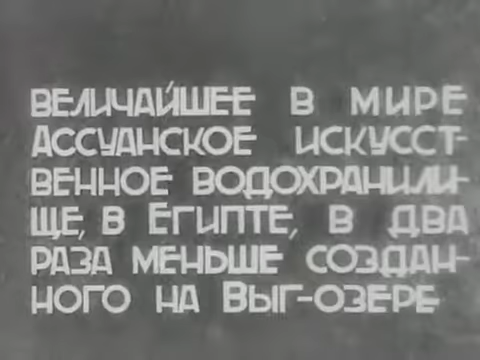 ВЕЛИЧАЙШЕЕ В МИРЕ
АССУАНСКОЕ ИСКУССТ-
ВЕННОЕ ВОДОХРАНИЛИ-
ЩЕ, В ЕГИПТЕ, В ДВА
РАЗА МЕНЬШЕ СОЗДАН-
НОГО НА ВЫГ-ОЗЕРЕ